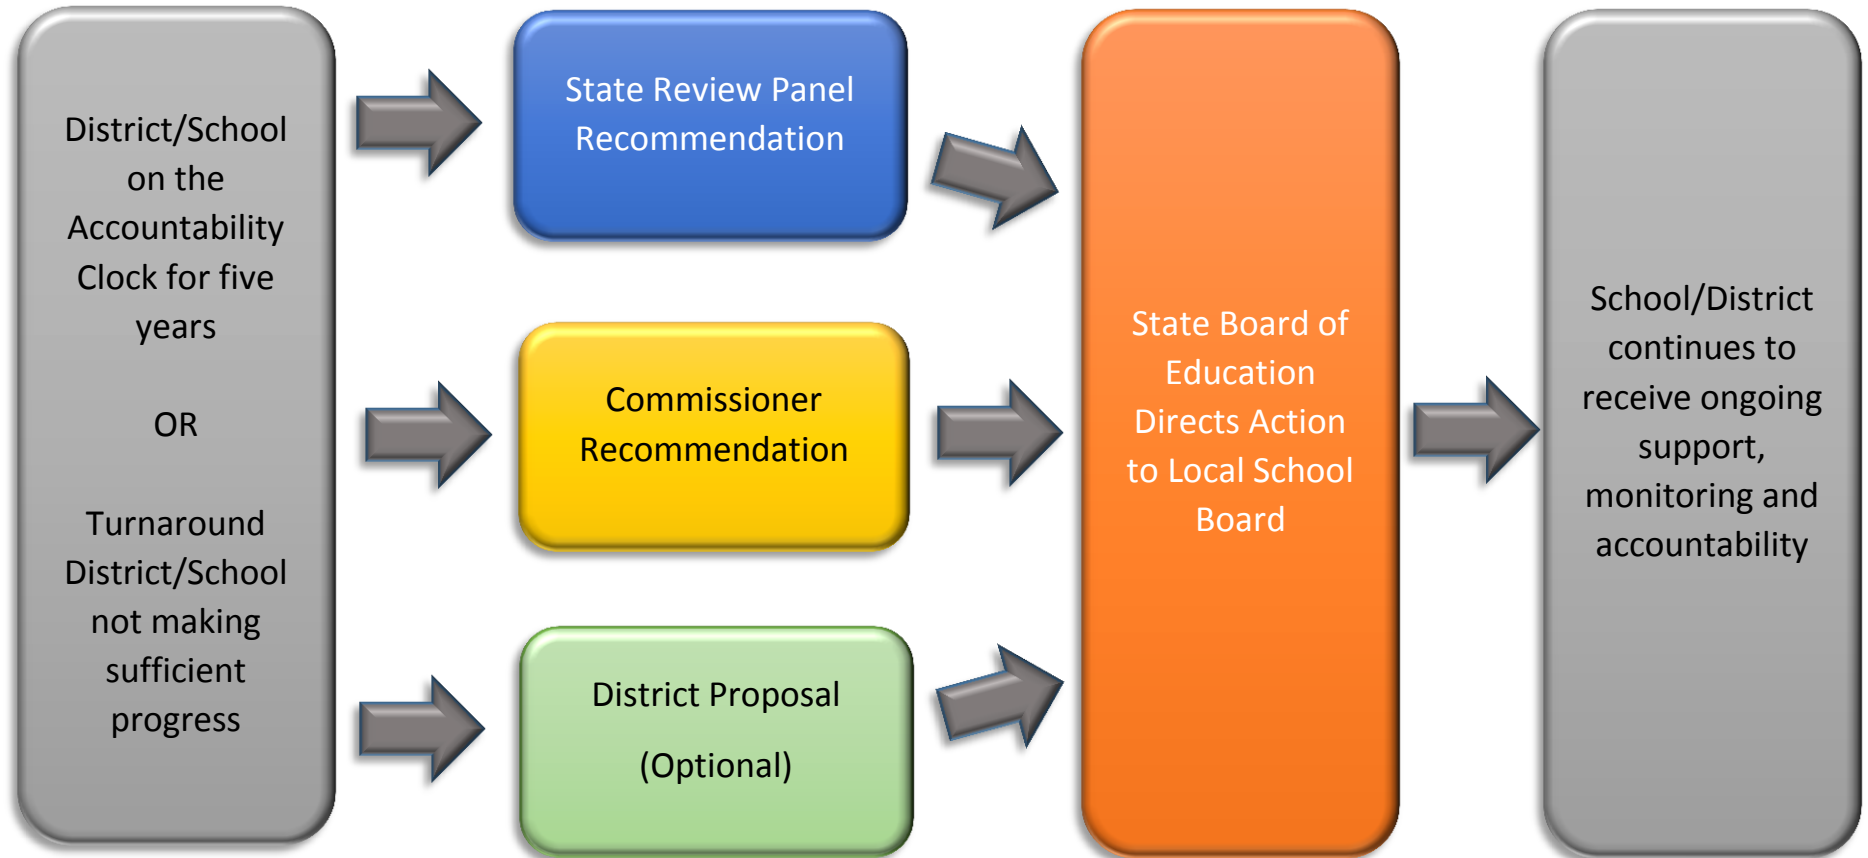 District/School
on the
Accountability
Clock for five
years
OR
Turnaround
District/School
not making
sufficient
progress
State Review Panel
Recommendation
Commissioner
Recommendation
District Proposal
(Optional)
State Board of
Education
Directs Action
to Local School
Board
School/District
continues to
receive ongoing
support,
monitoring and
accountability